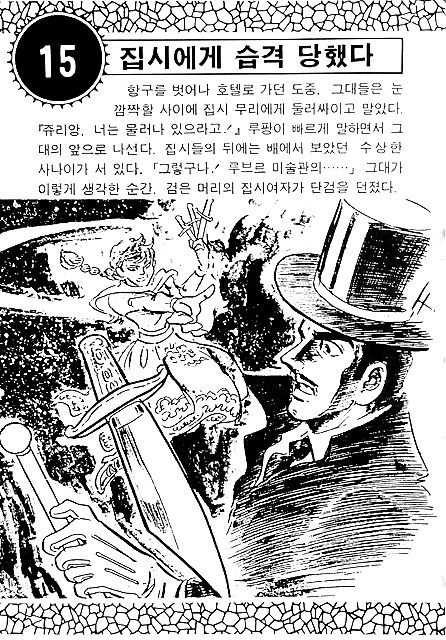 15
집시에게 습격 당했다
항구를 벗어나 호텔로 가던 도중, 그대들은 눈
깜짝할 사이에 집시 무리에게 둘러싸이고 말았다.
『쥬리앙, 너는 물러나 있으라고!』 루팡이 빠르게 말하면서 그
대의 앞으로 나선다. 집시들의 뒤에는 배에서 보았던 수상한
사나이가 서 있다. 「그렇구나! 루브르 미술관의……」 그대가
이렇게 생각한 순간, 검은 머리의 집시여자가 단검을 던졌다.